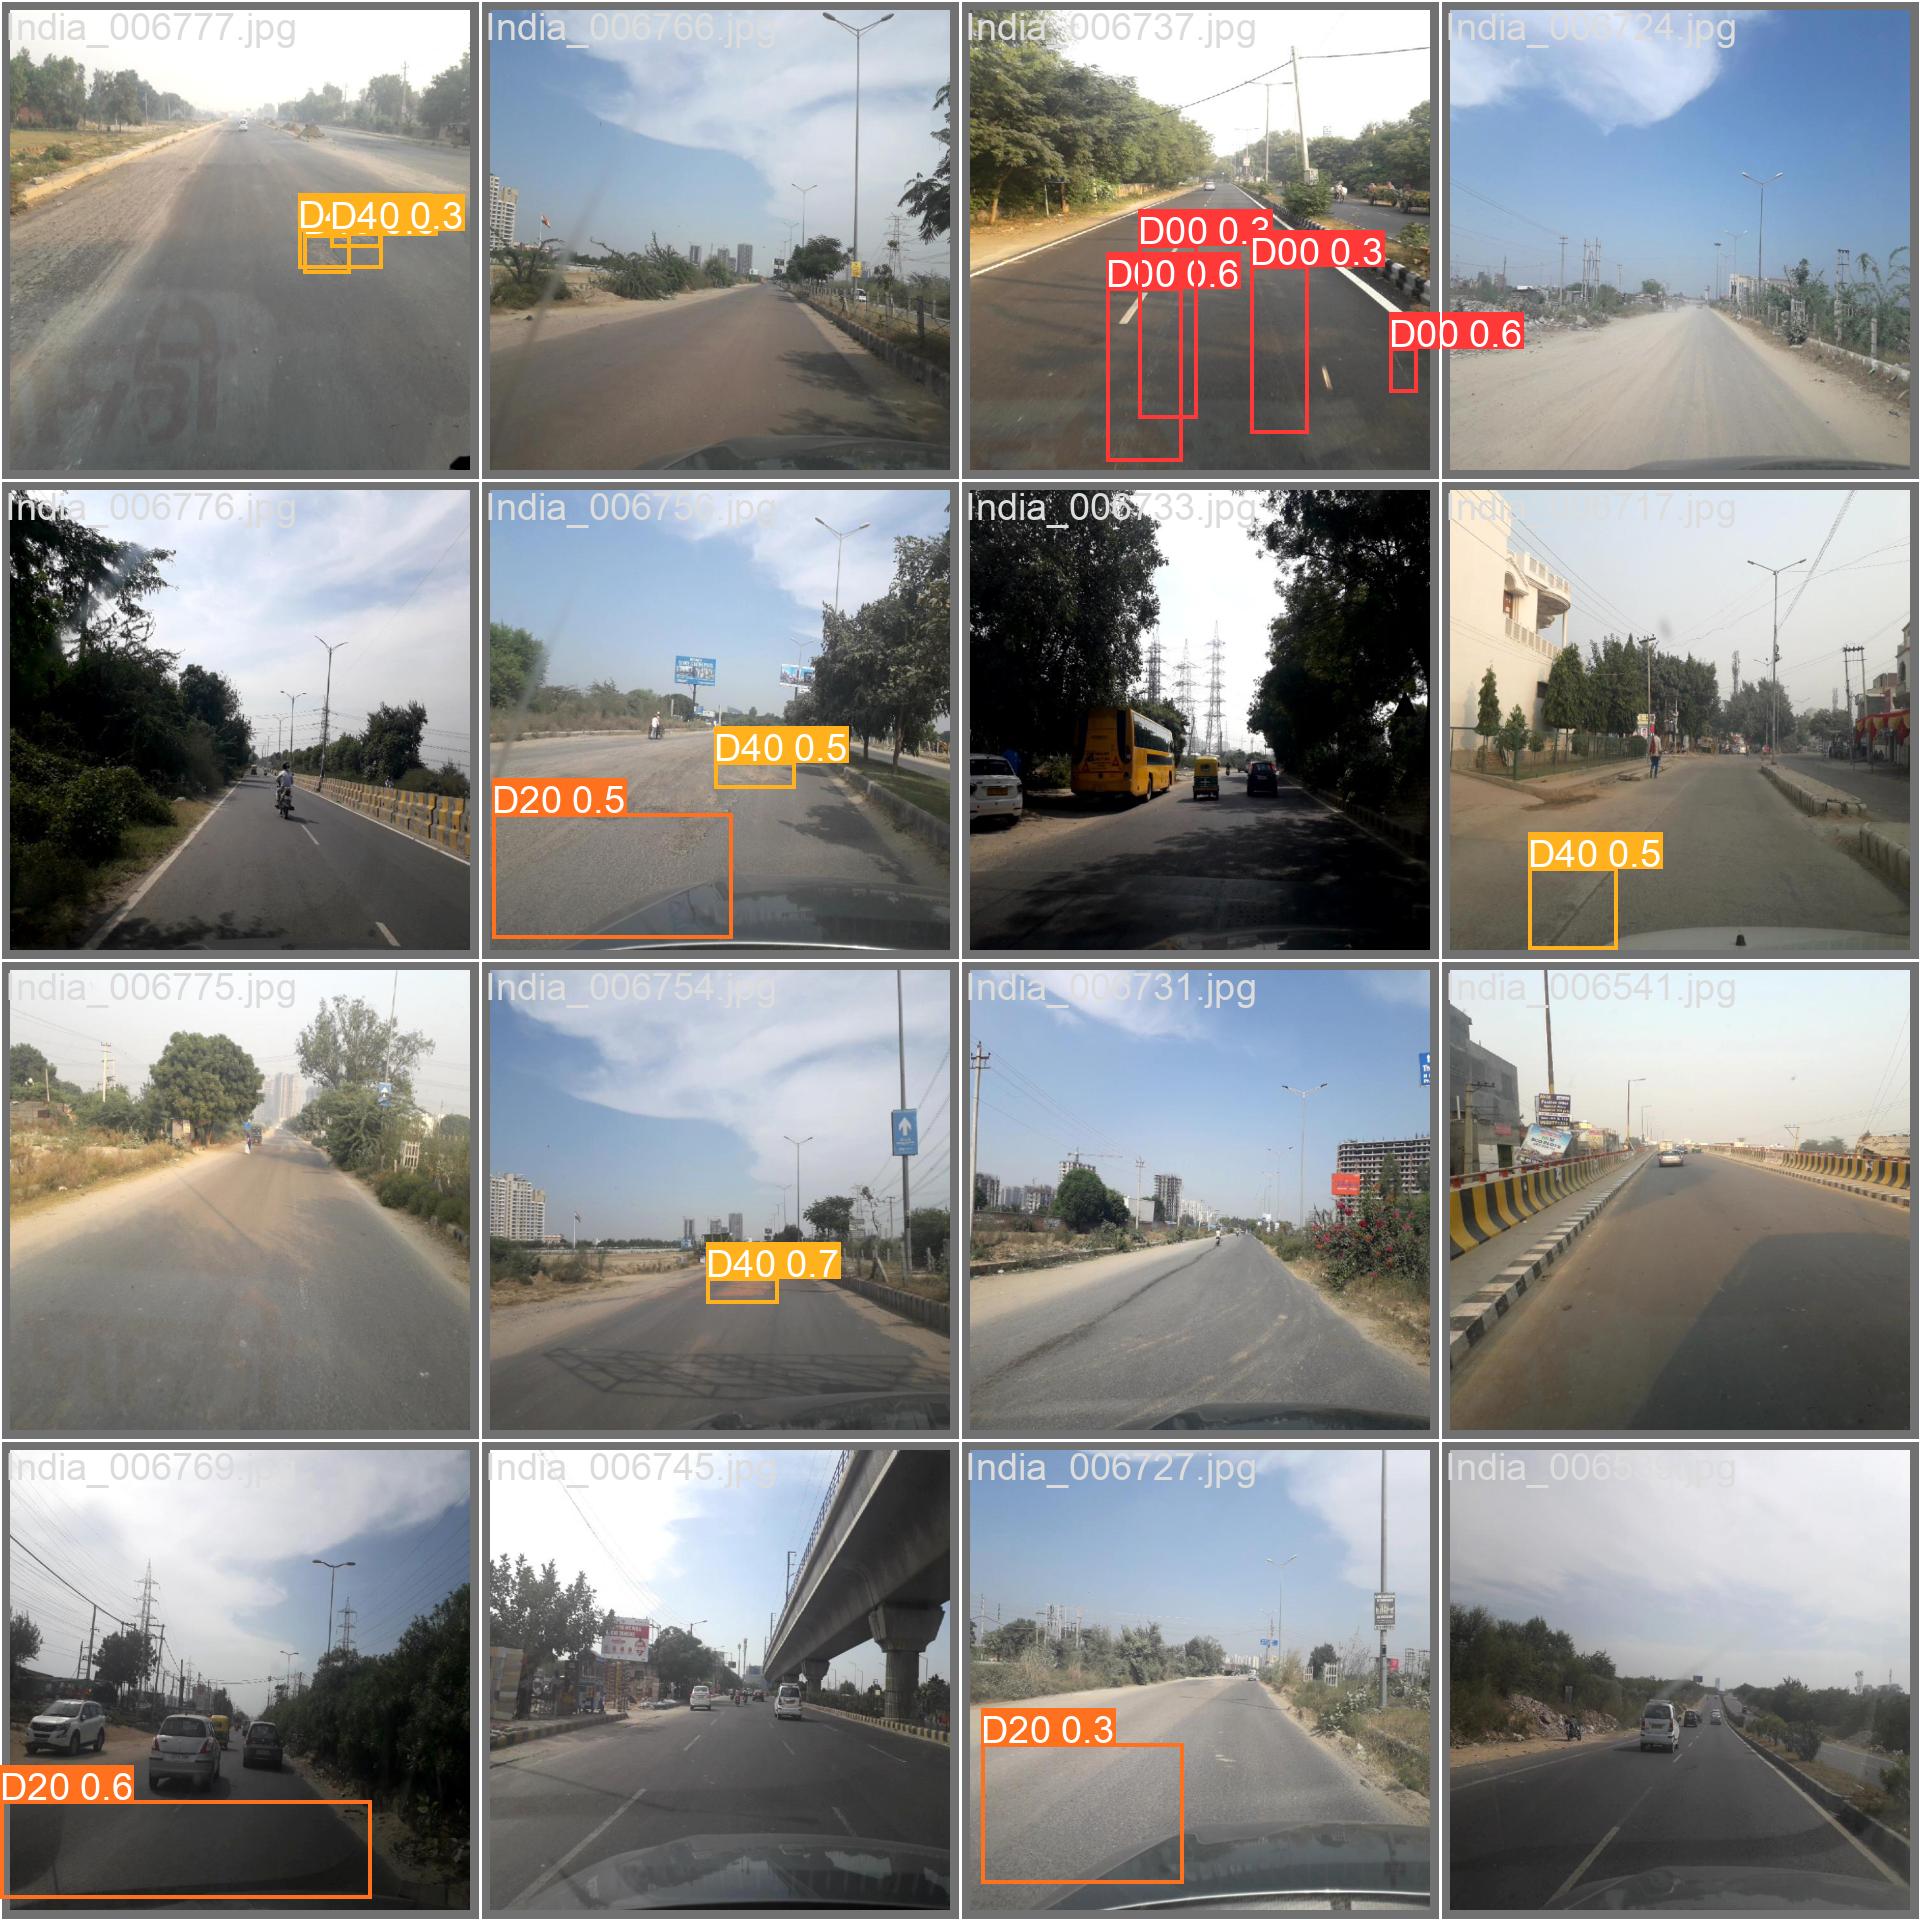 India_006777.jpg
India_006766.jpg
India_006737.jpg
India_006724.jpg
D40 0.3
D00 0.3
D00 0.3
D00 0.6
D00 0.6
India_006776.jpg
India_006756.jpg
India_006733.jpg
India_006717.jpg
D40 0.5
D20 0.5
D40 0.5
India_006775.jpg
India_006754.jpg
India_006731.jpg
India_006541.jpg
D40 0.7
India_006769.jpg
India_006745.jpg
India_006727.jpg
D20 0.3
D20 0.6